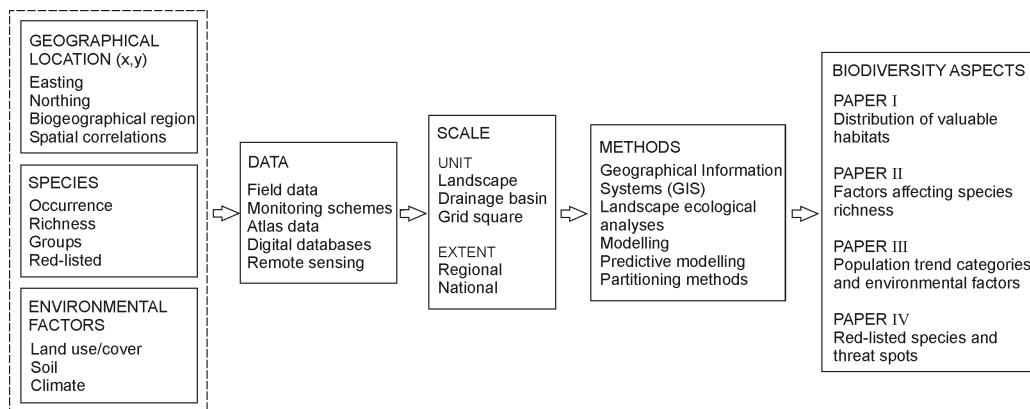 GEOGRAPHICAL
LOCATION (x,y)
Easting
Northing
Biogeographical region
Spatial correlations
SPECIES
Occurrence
Richness
Groups
Red-listed
ENVIRONMENTAL
FACTORS
Land use/cover
Soil
Climate
DATA
Field data
Monitoring schemes
Atlas data
Digital databases
Remote sensing
SCALE
UNIT
Landscape
Drainage basin
Grid square
EXTENT
Regional
National
METHODS
Geographical Information
Systems (GIS)
Landscape ecological
analyses
Modelling
Predictive modelling
Partitioning methods
BIODIVERSITY ASPECTS
PAPER I
Distribution of valuable
habitats
PAPER II
Factors affecting species
richness
PAPER III
Population trend categories
and environmental factors
PAPER IV
Red-listed species and
threat spots